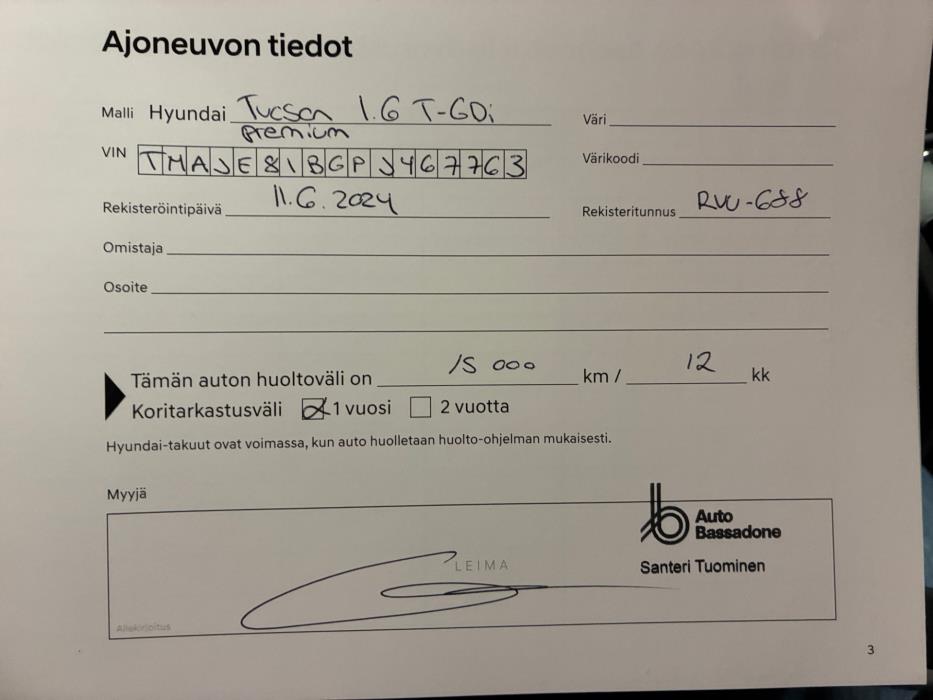 Ajoneuvon tiedot
Malli Hyundai Tucson 1.6 T-GDi
premium
Väri
VIN TMAJE81BGPJ467763
Värikoodi
Rekisteröintipäivä 11.6.2024
Rekisteritunnus RVV-688
Omistaja
Osoite
Tämän auton huoltoväli on 15 000 km / 12 kk
Koritarkastusväli 1 vuosi 2 vuotta
Hyundai-takuut ovat voimassa, kun auto huolletaan huolto-ohjelman mukaisesti.
Myyjä
Auto
Bassadone
LEIMA
Santeri Tuominen
Allekirjoitus
3